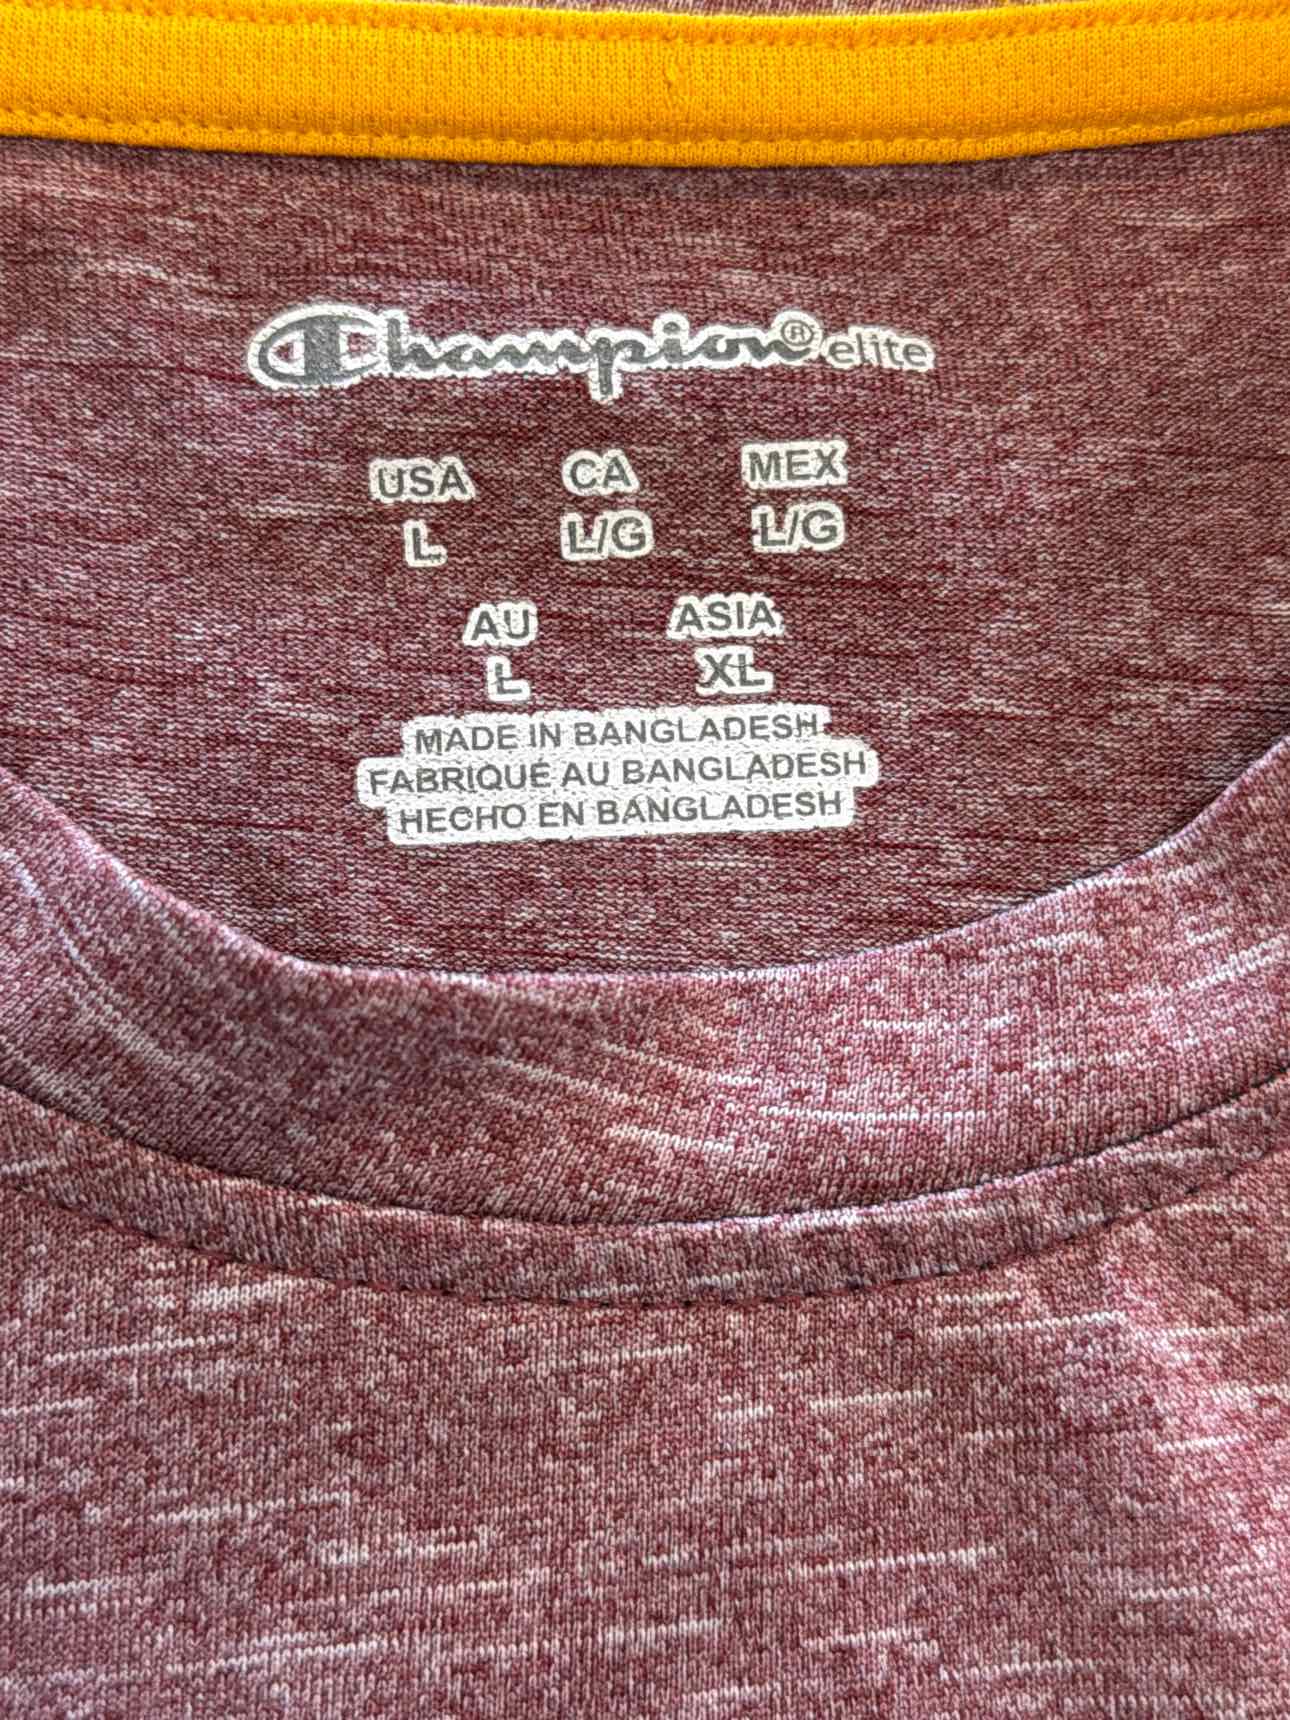 Champion® elite
USA CA MEX
L L/G L/G
AU ASIA
L XL
MADE IN BANGLADESH
FABRIQUÉ AU BANGLADESH
HECHO EN BANGLADESH